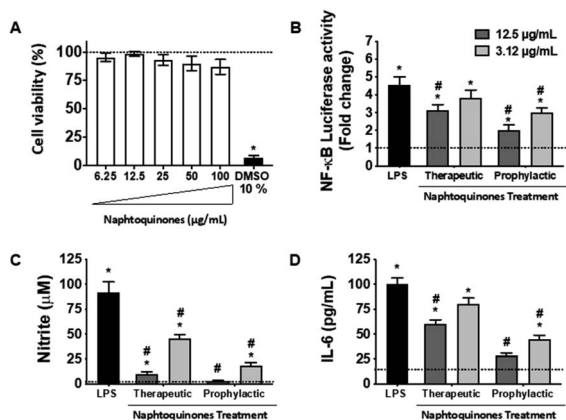 A
Cell viability (%)
125
100
75
50
25
0
*
6.25 12.5 25 50 100 DMSO
10 %
Naphtoquinones (µg/mL)
B
12.5 µg/mL
3.12 µg/mL
NF-κB Luciferase activity
(Fold change)
7
6
5
4
3
2
1
0
*
#
*
*
#
*
#
*
LPS Therapeutic Prophylactic
Naphtoquinones Treatment
C
Nitrite (µM)
125
100
75
50
25
0
*
#
*
#
*
#
#
*
LPS Therapeutic Prophylactic
Naphtoquinones Treatment
D
IL-6 (pg/mL)
125
100
75
50
25
0
*
#
*
*
#
#
*
LPS Therapeutic Prophylactic
Naphtoquinones Treatment